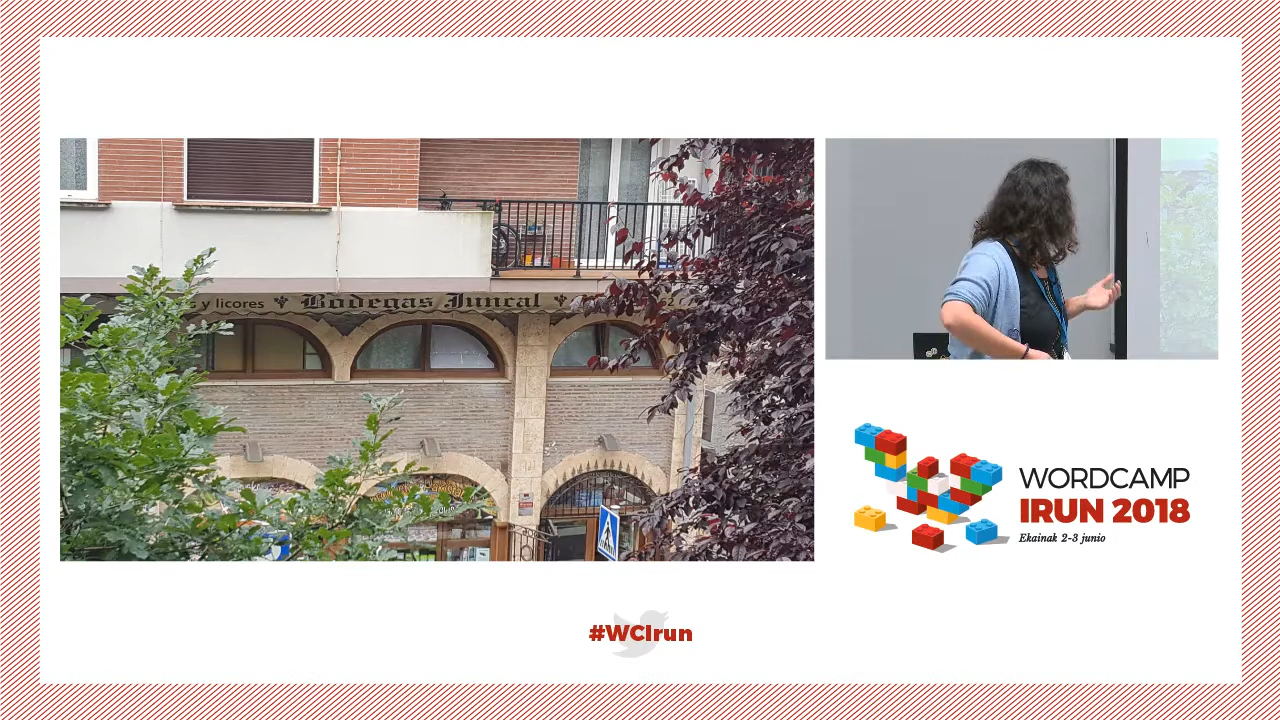 y licores
Bodegas Juncal
WORDCAMP
IRUN 2018
Ekainak 2-3 junio
#WCIrun